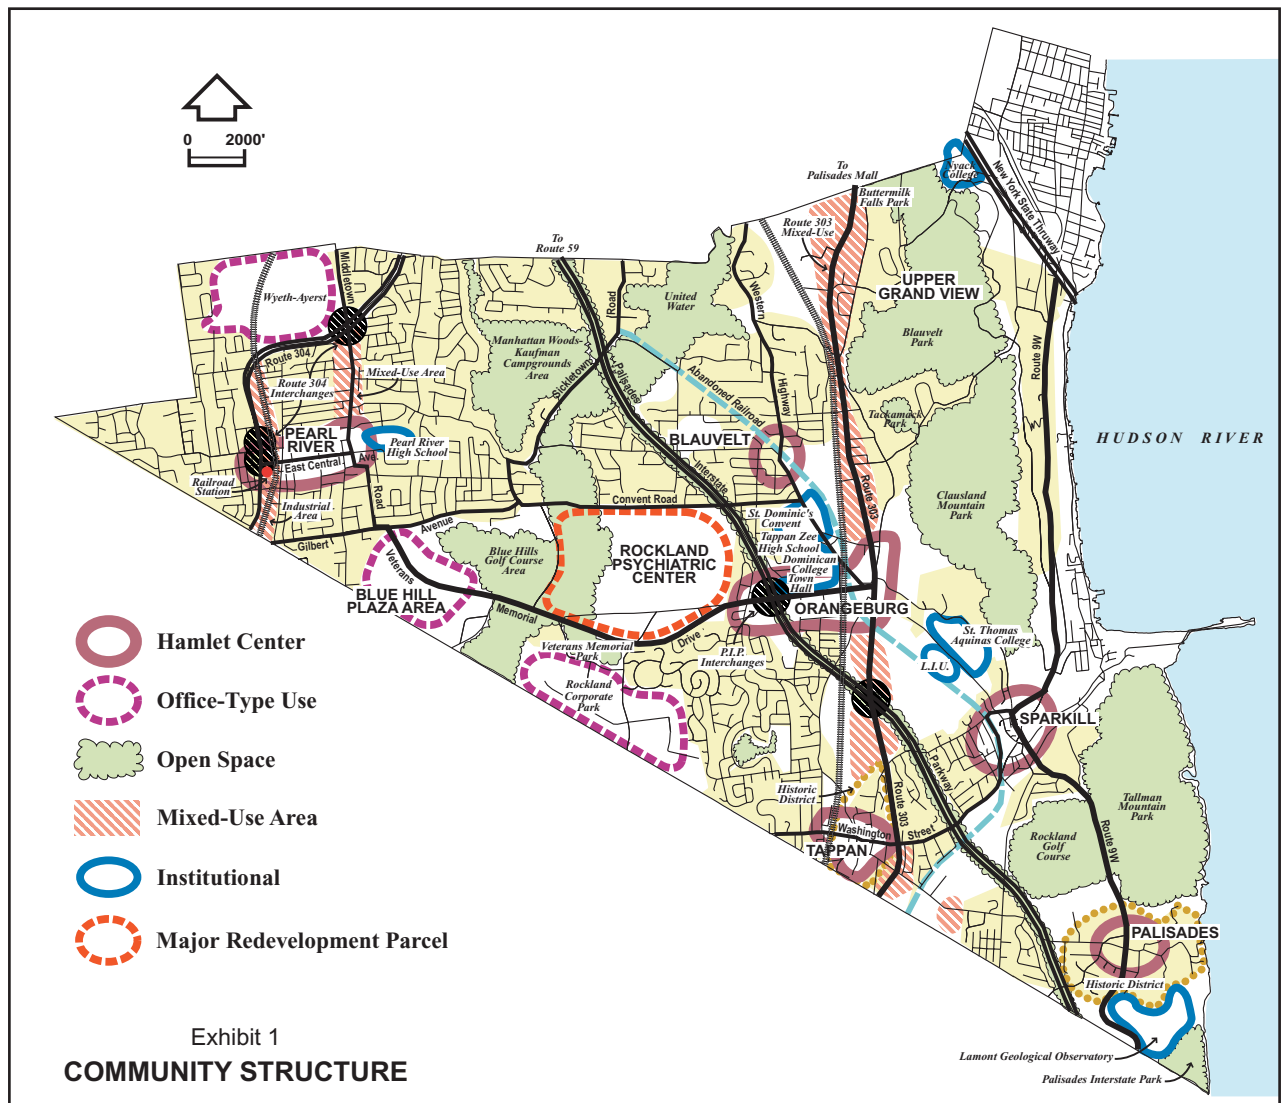 0 2000'
To
Palisades Mall
Nyack
College
New York State Thruway
Buttermilk
Falls Park
Route 303
Mixed-Use
To
Route 59
Middletown
Wyeth-Ayerst
Road
United
Water
Western
UPPER
GRAND VIEW
Blauvelt
Park
Route 9W
Manhattan Woods-
Kaufman
Campgrounds
Area
Route 304
Mixed-Use Area
Route 304
Interchanges
Sickletown
Palisades
Abandoned Railroad
Highway
Tackamack
Park
HUDSON RIVER
PEARL
RIVER
Pearl River
High School
BLAUVELT
East Central
Ave.
Railroad
Station
Road
Interstate
Route 303
Clausland
Mountain
Park
Industrial
Area
Convent Road
St. Dominic's
Convent
Gilbert
Avenue
Tappan Zee
High School
Dominican
College
Town
Hall
Blue Hills
Golf Course
Area
ROCKLAND
PSYCHIATRIC
CENTER
Veterans
BLUE HILL
PLAZA AREA
Memorial
ORANGEBURG
Drive
Hamlet Center
St. Thomas
Aquinas College
Veterans Memorial
Park
P.I.P.
Interchanges
L.I.U.
Office-Type Use
Rockland
Corporate
Park
SPARKILL
Open Space
Parkway
Historic
District
Route 303
Tallman
Mountain
Park
Mixed-Use Area
Washington
Street
TAPPAN
Rockland
Golf
Course
Route 9W
Institutional
Major Redevelopment Parcel
PALISADES
Historic District
Exhibit 1
COMMUNITY STRUCTURE
Lamont Geological Observatory
Palisades Interstate Park